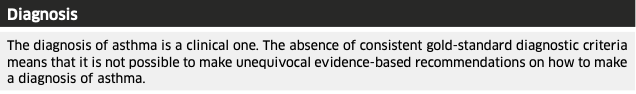 Diagnosis
The diagnosis of asthma is a clinical one. The absence of consistent gold-standard diagnostic criteria
means that it is not possible to make unequivocal evidence-based recommendations on how to make
a diagnosis of asthma.